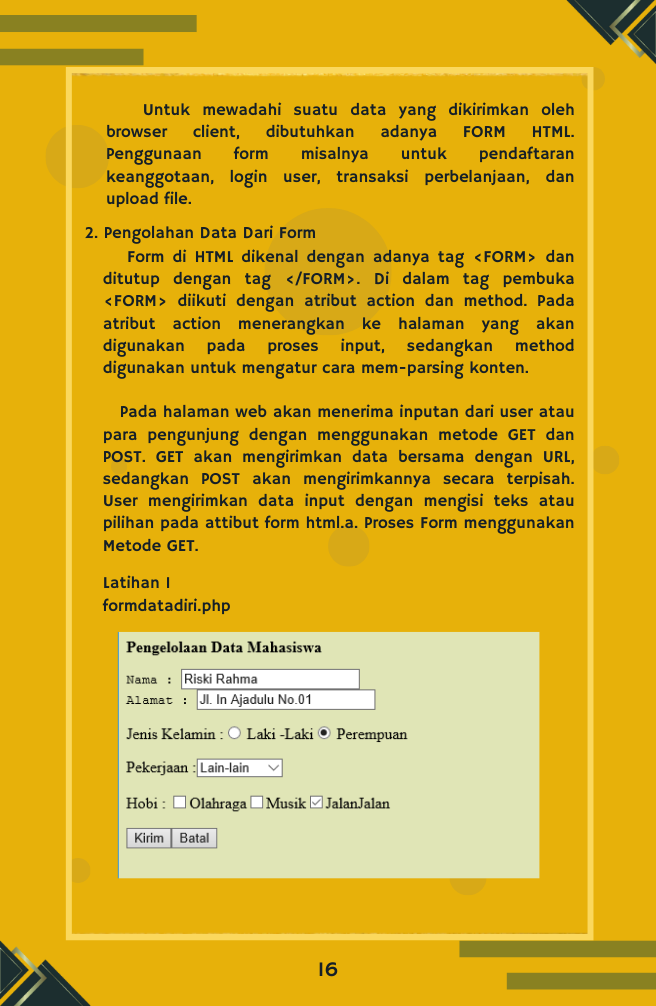 Untuk mewadahi suatu data yang dikirimkan oleh
browser client, dibutuhkan adanya FORM HTML.
Penggunaan form misalnya untuk pendaftaran
keanggotaan, login user, transaksi perbelanjaan, dan
upload file.
2. Pengolahan Data Dari Form
Form di HTML dikenal dengan adanya tag <FORM> dan
ditutup dengan tag </FORM>. Di dalam tag pembuka
<FORM> diikuti dengan atribut action dan method. Pada
atribut action menerangkan ke halaman yang akan
digunakan pada proses input, sedangkan method
digunakan untuk mengatur cara mem-parsing konten.
Pada halaman web akan menerima inputan dari user atau
para pengunjung dengan menggunakan metode GET dan
POST. GET akan mengirimkan data bersama dengan URL,
sedangkan POST akan mengirimkannya secara terpisah.
User mengirimkan data input dengan mengisi teks atau
pilihan pada attibut form html.a. Proses Form menggunakan
Metode GET.
Latihan 1
formdatadiri.php
Pengelolaan Data Mahasiswa
Nama : Riski Rahma
Alamat : Jl. In Ajadulu No.01
Jenis Kelamin : Laki -Laki Perempuan
Pekerjaan : Lain-lain
Hobi : Olahraga Musik JalanJalan
Kirim Batal
16